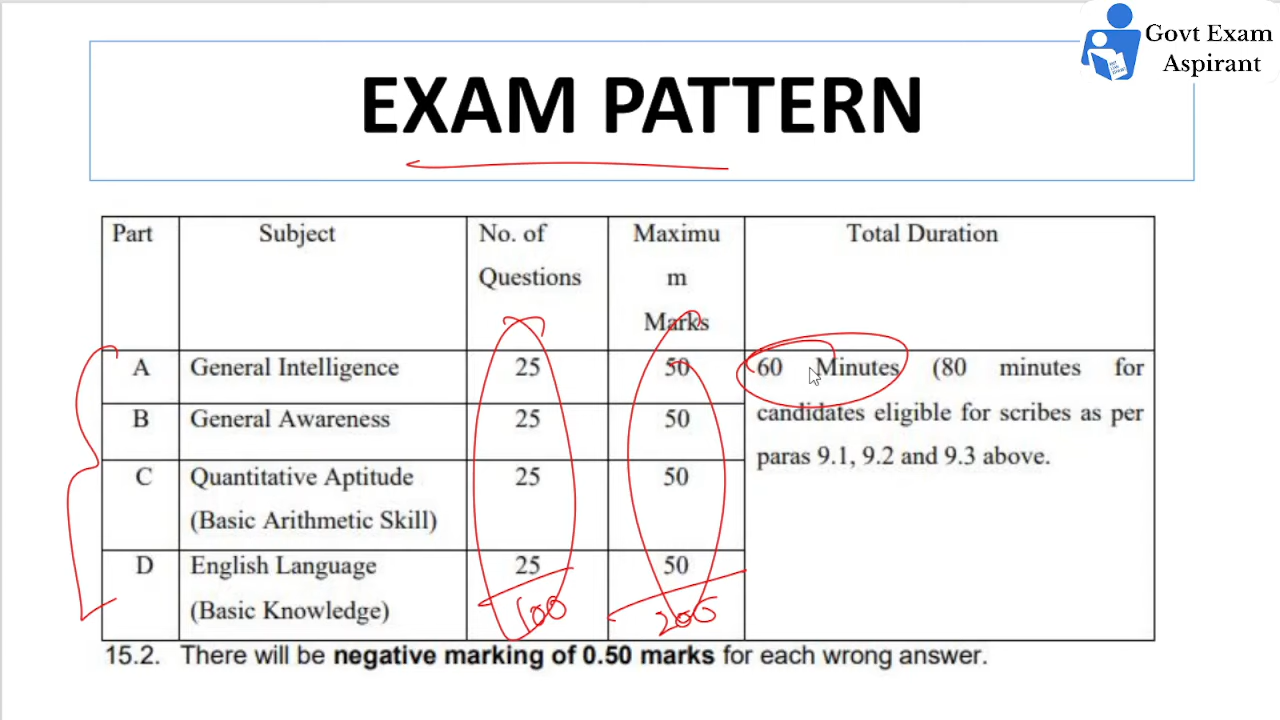 Govt Exam
Aspirant
EXAM PATTERN
Part Subject No. of Questions Maximu m Marks Total Duration
A General Intelligence 25 50 60 Minutes (80 minutes for
candidates eligible for scribes as per
paras 9.1, 9.2 and 9.3 above.
B General Awareness 25 50
C Quantitative Aptitude 25 50
(Basic Arithmetic Skill)
D English Language 25 50
(Basic Knowledge)
100 200
15.2. There will be negative marking of 0.50 marks for each wrong answer.